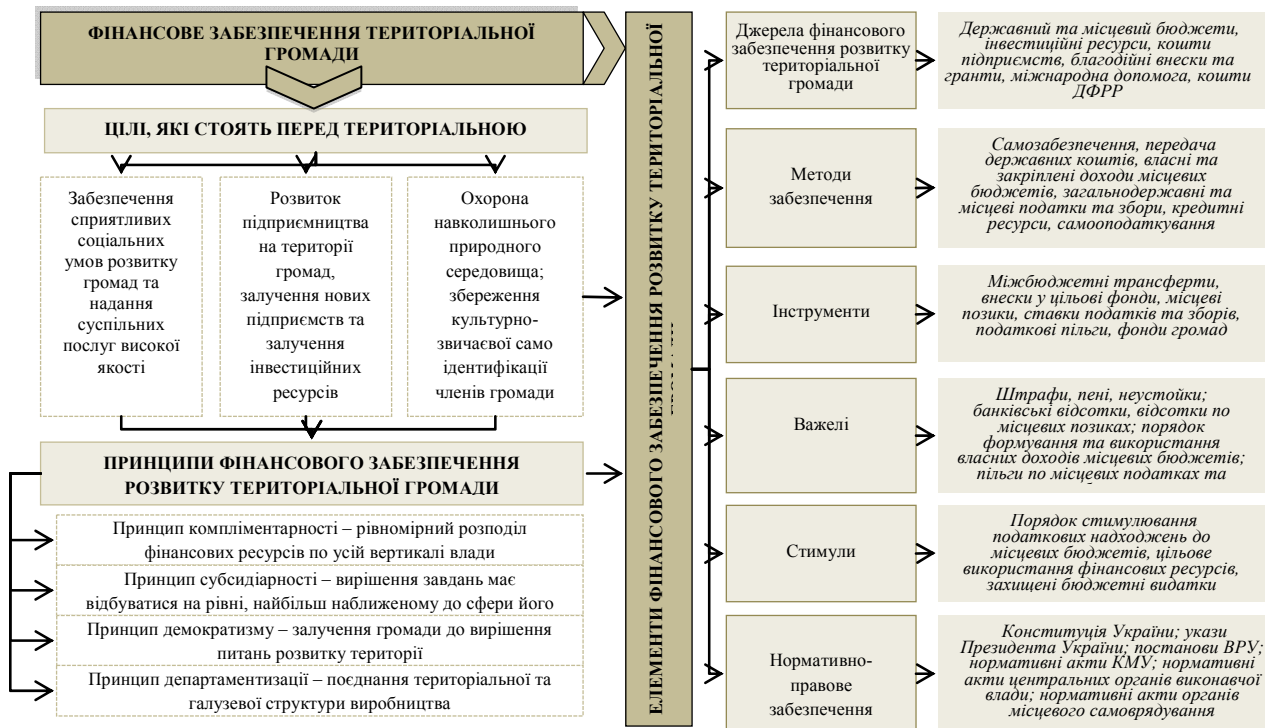 ФІНАНСОВЕ ЗАБЕЗПЕЧЕННЯ ТЕРИТОРІАЛЬНОЇ
ГРОМАДИ
ЦІЛІ, ЯКІ СТОЯТЬ ПЕРЕД ТЕРИТОРІАЛЬНОЮ
Забезпечення
сприятливих
соціальних
умов розвитку
громад та
надання
суспільних
послуг високої
якості
Розвиток
підприємництва
на території
громад,
залучення нових
підприємств та
залучення
інвестиційних
ресурсів
Охорона
навколишнього
природного
середовища;
збереження
культурно-
звичаєвої само
ідентифікації
членів громади
ПРИНЦИПИ ФІНАНСОВОГО ЗАБЕЗПЕЧЕННЯ
РОЗВИТКУ ТЕРИТОРІАЛЬНОЇ ГРОМАДИ
Принцип компліментарності – рівномірний розподіл
фінансових ресурсів по усій вертикалі влади
Принцип субсидіарності – вирішення завдань має
відбуватися на рівні, найбільш наближеному до сфери його
Принцип демократизму – залучення громади до вирішення
питань розвитку території
Принцип департаментизації – поєднання територіальної та
галузевої структури виробництва
ЕЛЕМЕНТИ ФІНАНСОВОГО ЗАБЕЗПЕЧЕННЯ РОЗВИТКУ ТЕРИТОРІАЛЬНОЇ
Джерела фінансового
забезпечення розвитку
територіальної
громади
Державний та місцевий бюджети,
інвестиційні ресурси, кошти
підприємств, благодійні внески та
гранти, міжнародна допомога, кошти
ДФРР
Методи
забезпечення
Самозабезпечення, передача
державних коштів, власні та
закріплені доходи місцевих
бюджетів, загальнодержавні та
місцеві податки та збори, кредитні
ресурси, самооподаткування
Інструменти
Міжбюджетні трансферти,
внески у цільові фонди, місцеві
позики, ставки податків та зборів,
податкові пільги, фонди громад
Важелі
Штрафи, пені, неустойки;
банківські відсотки, відсотки по
місцевих позиках; порядок
формування та використання
власних доходів місцевих бюджетів;
пільги по місцевих податках та
Стимули
Порядок стимулювання
податкових надходжень до
місцевих бюджетів, цільове
використання фінансових ресурсів,
захищені бюджетні видатки
Нормативно-
правове
забезпечення
Конституція України; укази
Президента України; постанови ВРУ;
нормативні акти КМУ; нормативні
акти центральних органів виконавчої
влади; нормативні акти органів
місцевого самоврядування